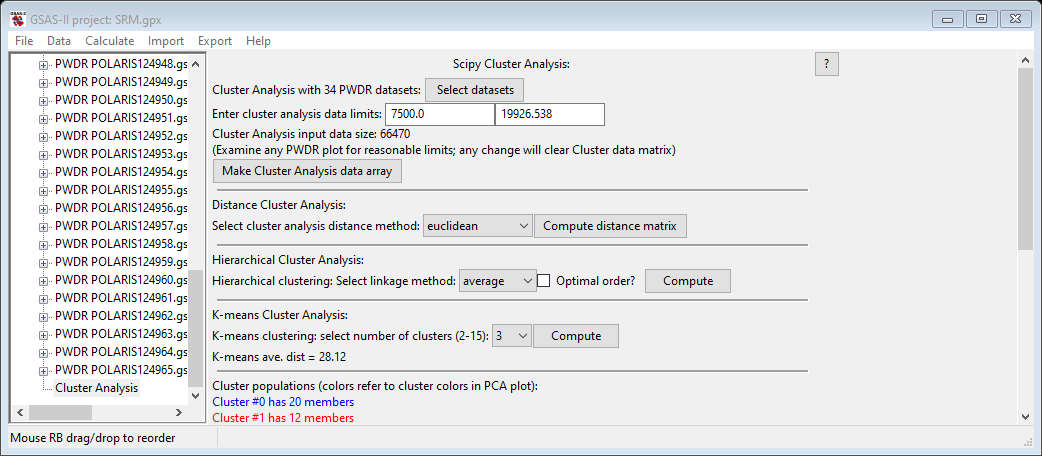 GSAS-II project: SRM.gpx
File Data Calculate Import Export Help
PWDR POLARIS124948.gs
PWDR POLARIS124949.gs
PWDR POLARIS124950.gs
PWDR POLARIS124951.gs
PWDR POLARIS124952.gs
PWDR POLARIS124953.gs
PWDR POLARIS124954.gs
PWDR POLARIS124955.gs
PWDR POLARIS124956.gs
PWDR POLARIS124957.gs
PWDR POLARIS124958.gs
PWDR POLARIS124959.gs
PWDR POLARIS124960.gs
PWDR POLARIS124961.gs
PWDR POLARIS124962.gs
PWDR POLARIS124963.gs
PWDR POLARIS124964.gs
PWDR POLARIS124965.gs
Cluster Analysis
Scipy Cluster Analysis: ?
Cluster Analysis with 34 PWDR datasets: Select datasets
Enter cluster analysis data limits: 7500.0 19926.538
Cluster Analysis input data size: 66470
(Examine any PWDR plot for reasonable limits; any change will clear Cluster data matrix)
Make Cluster Analysis data array
Distance Cluster Analysis:
Select cluster analysis distance method: euclidean Compute distance matrix
Hierarchical Cluster Analysis:
Hierarchical clustering: Select linkage method: average Optimal order? Compute
K-means Cluster Analysis:
K-means clustering: select number of clusters (2-15): 3 Compute
K-means ave. dist = 28.12
Cluster populations (colors refer to cluster colors in PCA plot):
Cluster #0 has 20 members
Cluster #1 has 12 members
Mouse RB drag/drop to reorder